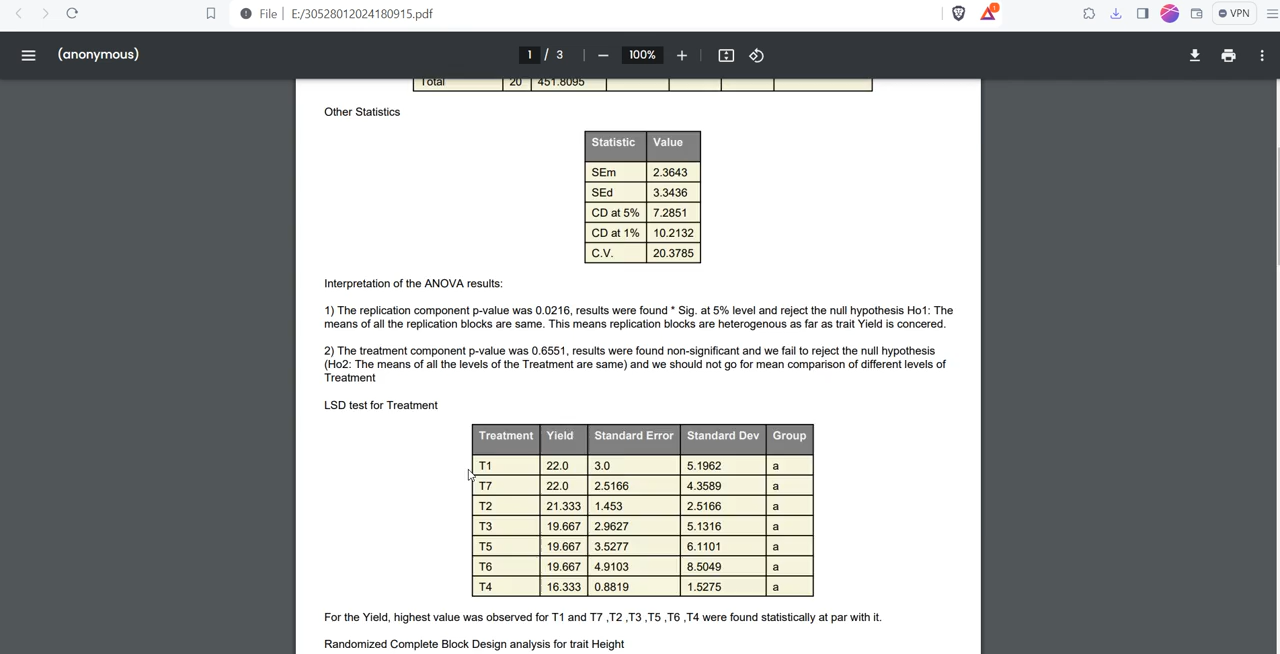 File E:/30528012024180915.pdf 1 VPN
(anonymous) 1 / 3 100%
Total 20 451.8095
Other Statistics
Statistic Value
SEm 2.3643
SEd 3.3436
CD at 5% 7.2851
CD at 1% 10.2132
C.V. 20.3785
Interpretation of the ANOVA results:
1) The replication component p-value was 0.0216, results were found * Sig. at 5% level and reject the null hypothesis Ho1: The
means of all the replication blocks are same. This means replication blocks are heterogenous as far as trait Yield is concered.
2) The treatment component p-value was 0.6551, results were found non-significant and we fail to reject the null hypothesis
(Ho2: The means of all the levels of the Treatment are same) and we should not go for mean comparison of different levels of
Treatment
LSD test for Treatment
Treatment Yield Standard Error Standard Dev Group
T1 22.0 3.0 5.1962 a
T7 22.0 2.5166 4.3589 a
T2 21.333 1.453 2.5166 a
T3 19.667 2.9627 5.1316 a
T5 19.667 3.5277 6.1101 a
T6 19.667 4.9103 8.5049 a
T4 16.333 0.8819 1.5275 a
For the Yield, highest value was observed for T1 and T7 ,T2 ,T3 ,T5 ,T6 ,T4 were found statistically at par with it.
Randomized Complete Block Design analysis for trait Height